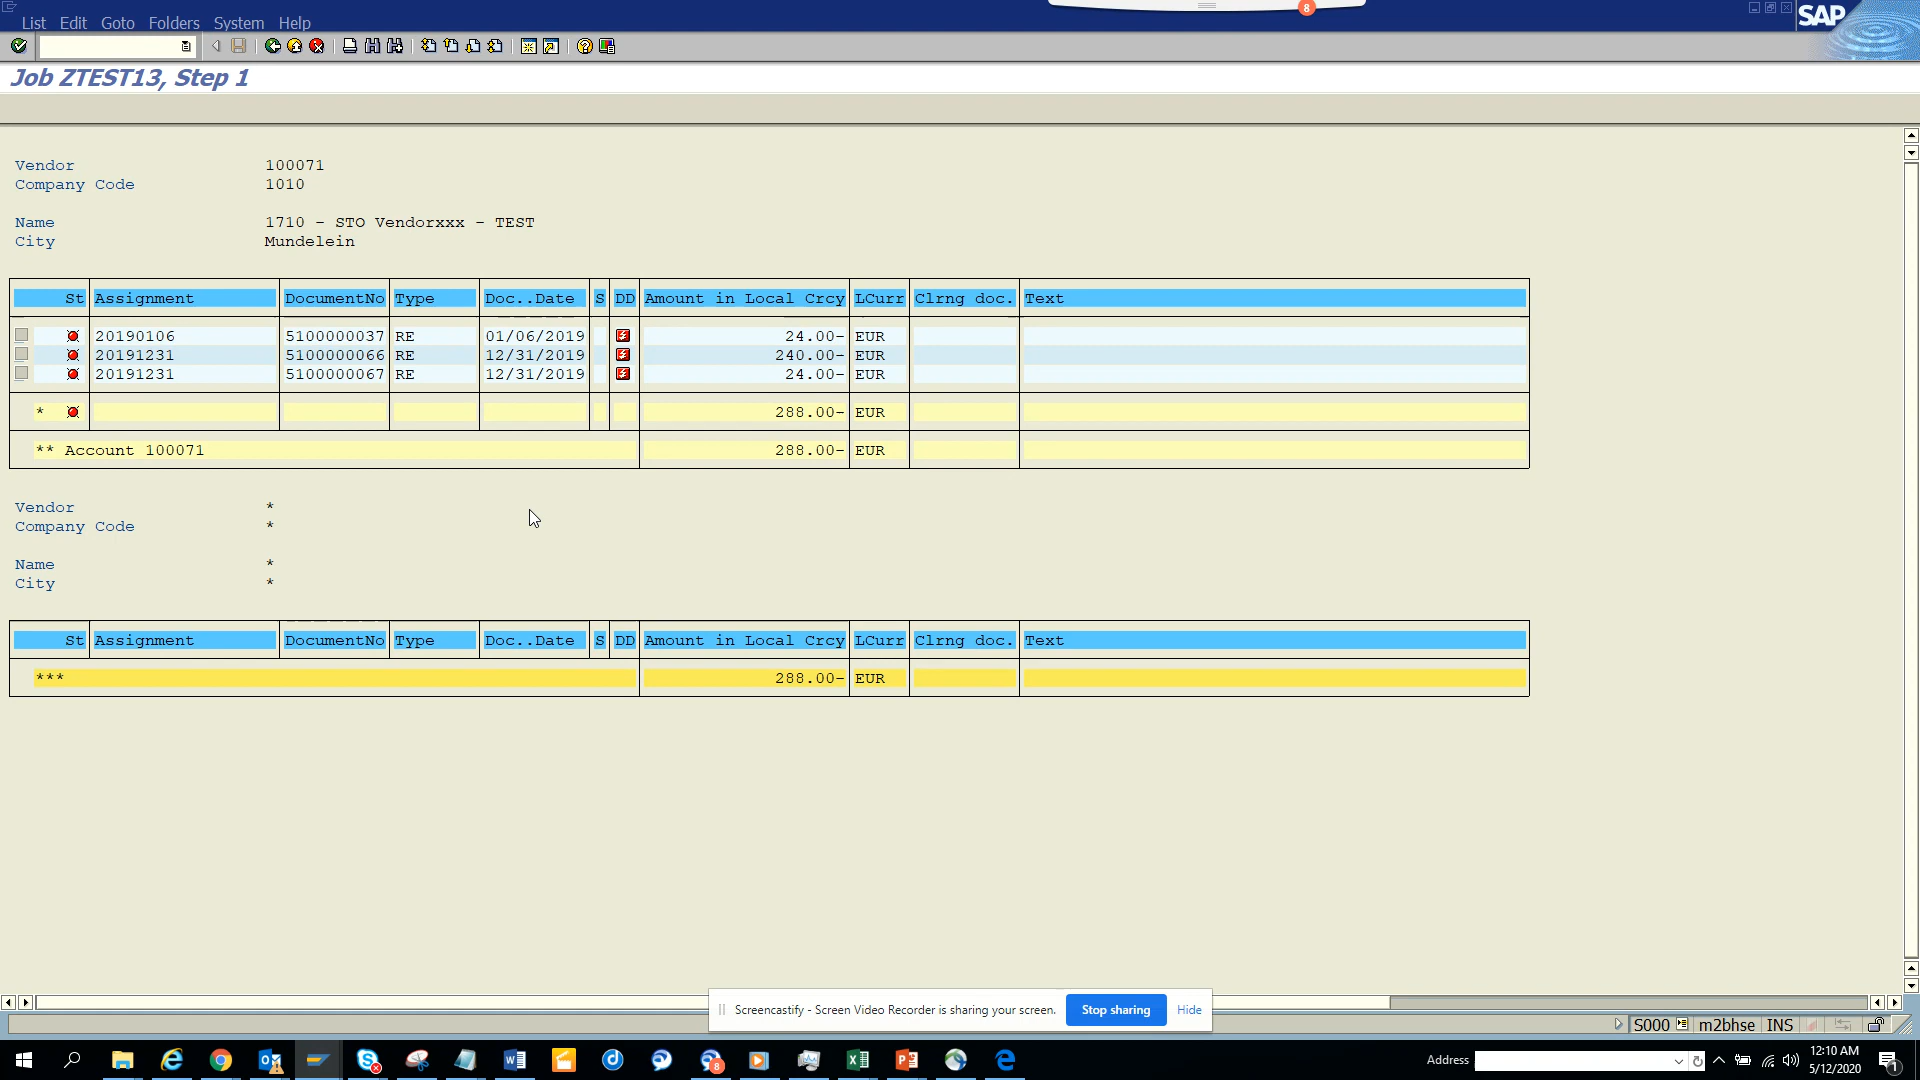 List Edit Goto Folders System Help
8
SAP
Job ZTEST13, Step 1
Vendor 100071
Company Code 1010
Name 1710 - STO Vendorxxx - TEST
City Mundelein
St Assignment DocumentNo Type Doc..Date S DD Amount in Local Crcy LCurr Clrng doc. Text
20190106 5100000037 RE 01/06/2019 24.00- EUR
20191231 5100000066 RE 12/31/2019 240.00- EUR
20191231 5100000067 RE 12/31/2019 24.00- EUR
* 288.00- EUR
** Account 100071 288.00- EUR
Vendor *
Company Code *
Name *
City *
St Assignment DocumentNo Type Doc..Date S DD Amount in Local Crcy LCurr Clrng doc. Text
*** 288.00- EUR
Screencastify - Screen Video Recorder is sharing your screen. Stop sharing Hide
S000 m2bhse INS
8
Address
12:10 AM
5/12/2020
1